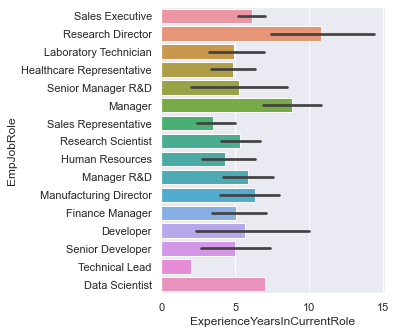 Sales Executive
Research Director
Laboratory Technician
Healthcare Representative
Senior Manager R&D
Manager
Sales Representative
Research Scientist
Human Resources
Manager R&D
Manufacturing Director
Finance Manager
Developer
Senior Developer
Technical Lead
Data Scientist
EmpJobRole
0 5 10 15
ExperienceYearsInCurrentRole